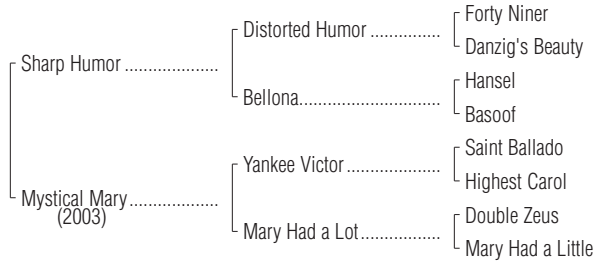 Forty Niner
Distorted Humor ...............
Danzig's Beauty
Sharp Humor ....................
Hansel
Bellona..............................
Basoof
Saint Ballado
Yankee Victor ....................
Highest Carol
Mystical Mary...................
(2003)
Double Zeus
Mary Had a Lot.................
Mary Had a Little